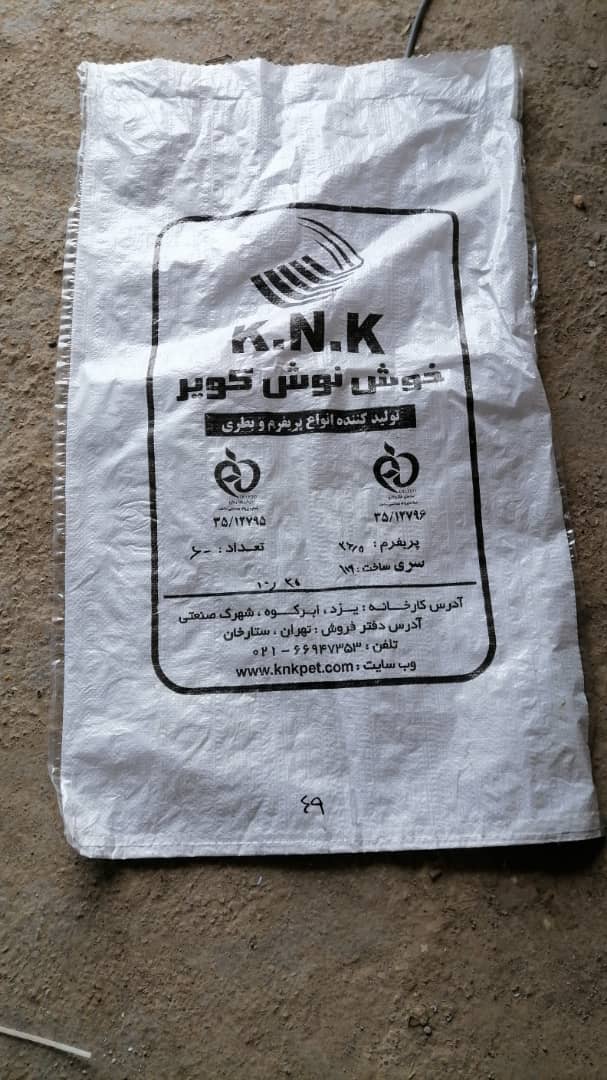 K.N.K
خوش نوش کویر
تولید کننده انواع پریفرم و بطری
۳۵/۱۲۷۹۶
۳۵/۱۲۷۹۵
پریفرم :
تعداد :
سری ساخت :
آدرس کارخانه : یزد ، ابرکوه ، شهرک صنعتی
آدرس دفتر فروش : تهران ، ستارخان
تلفن : ۶۶۹۴۷۳۵۳ - ۰۲۱
وب سایت : www.knkpet.com
۴۹